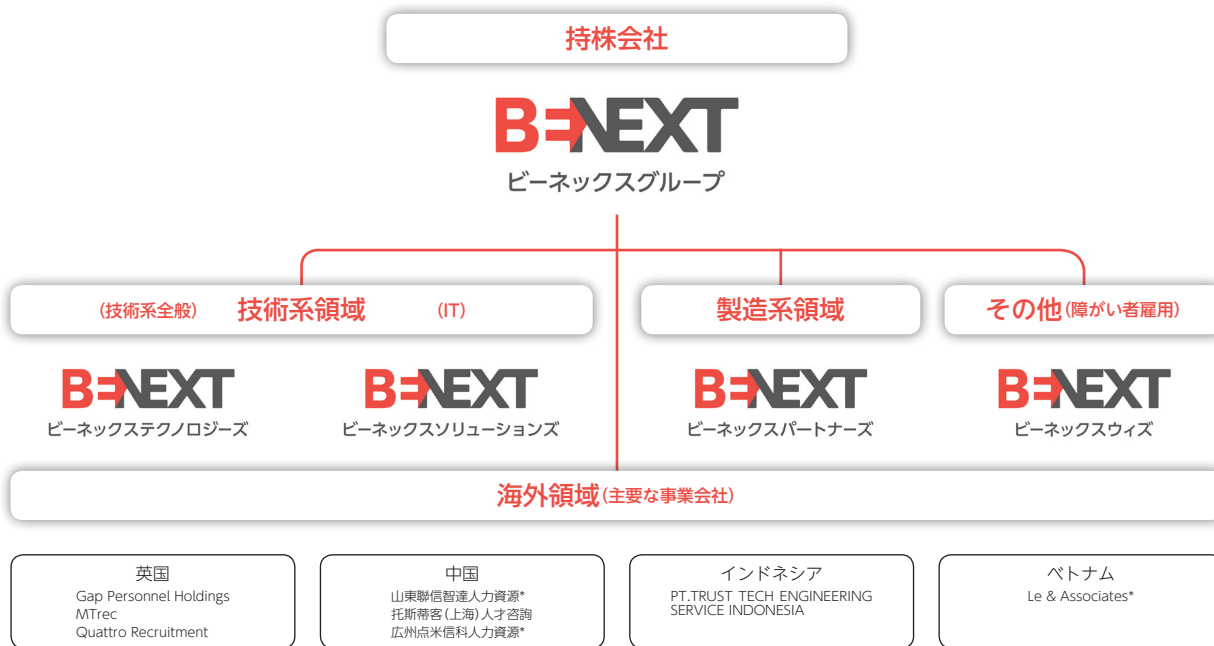 持株会社
BENEXT
ビーネックスグループ
(技術系全般) 技術系領域 (IT)
製造系領域
その他(障がい者雇用)
BENEXT
ビーネックステクノロジーズ
BENEXT
ビーネックスソリューションズ
BENEXT
ビーネックスパートナーズ
BENEXT
ビーネックスウィズ
海外領域(主要な事業会社)
英国
Gap Personnel Holdings
MTrec
Quattro Recruitment
中国
山東聯信智達人力資源*
托斯蒂客(上海)人才咨詢
広州点米信科人力資源*
インドネシア
PT.TRUST TECH ENGINEERING
SERVICE INDONESIA
ベトナム
Le & Associates*